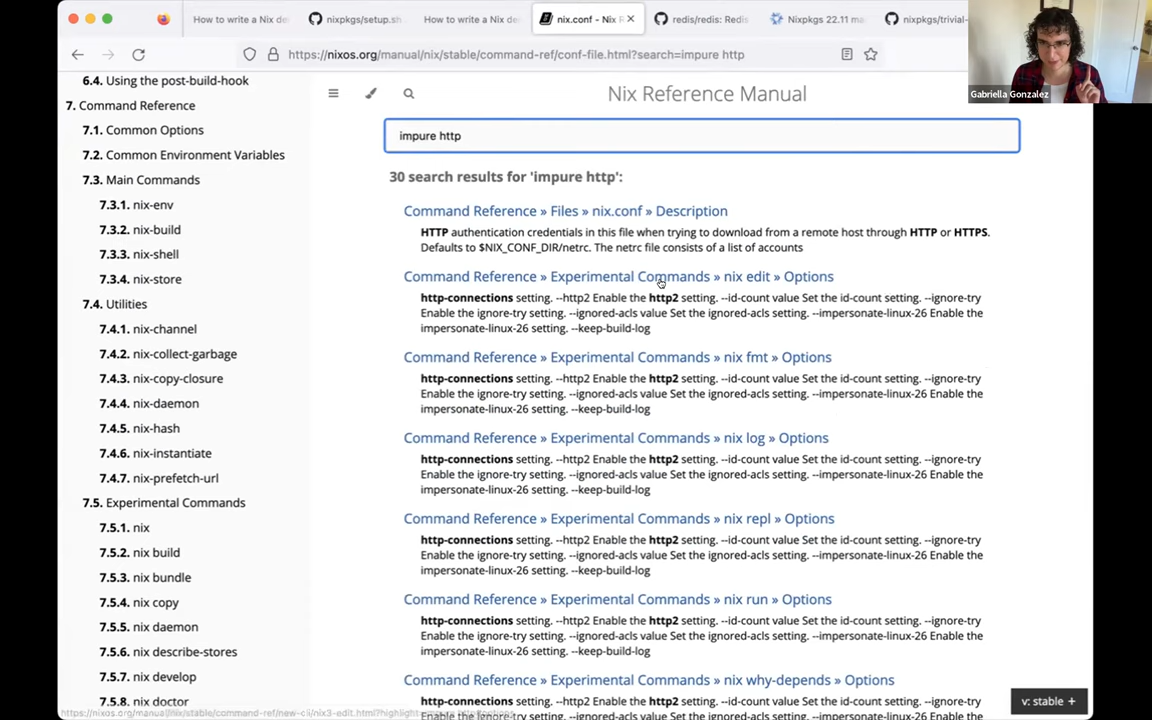 How to write a Nix de
nixpkgs/setup.sh
How to write a Nix de
nix.conf - Nix R
redis/redis: Redis
Nixpkgs 22.11 ma
nixpkgs/trivial-
https://nixos.org/manual/nix/stable/command-ref/conf-file.html?search=impure http
Gabriella Gonzalez
6.4. Using the post-build-hook
7. Command Reference
7.1. Common Options
7.2. Common Environment Variables
7.3. Main Commands
7.3.1. nix-env
7.3.2. nix-build
7.3.3. nix-shell
7.3.4. nix-store
7.4. Utilities
7.4.1. nix-channel
7.4.2. nix-collect-garbage
7.4.3. nix-copy-closure
7.4.4. nix-daemon
7.4.5. nix-hash
7.4.6. nix-instantiate
7.4.7. nix-prefetch-url
7.5. Experimental Commands
7.5.1. nix
7.5.2. nix build
7.5.3. nix bundle
7.5.4. nix copy
7.5.5. nix daemon
7.5.6. nix describe-stores
7.5.7. nix develop
7.5.8. nix doctor
Nix Reference Manual
impure http
30 search results for 'impure http':
Command Reference » Files » nix.conf » Description
HTTP authentication credentials in this file when trying to download from a remote host through HTTP or HTTPS.
Defaults to $NIX_CONF_DIR/netrc. The netrc file consists of a list of accounts
Command Reference » Experimental Commands » nix edit » Options
http-connections setting. --http2 Enable the http2 setting. --id-count value Set the id-count setting. --ignore-try
Enable the ignore-try setting. --ignored-acls value Set the ignored-acls setting. --impersonate-linux-26 Enable the
impersonate-linux-26 setting. --keep-build-log
Command Reference » Experimental Commands » nix fmt » Options
http-connections setting. --http2 Enable the http2 setting. --id-count value Set the id-count setting. --ignore-try
Enable the ignore-try setting. --ignored-acls value Set the ignored-acls setting. --impersonate-linux-26 Enable the
impersonate-linux-26 setting. --keep-build-log
Command Reference » Experimental Commands » nix log » Options
http-connections setting. --http2 Enable the http2 setting. --id-count value Set the id-count setting. --ignore-try
Enable the ignore-try setting. --ignored-acls value Set the ignored-acls setting. --impersonate-linux-26 Enable the
impersonate-linux-26 setting. --keep-build-log
Command Reference » Experimental Commands » nix repl » Options
http-connections setting. --http2 Enable the http2 setting. --id-count value Set the id-count setting. --ignore-try
Enable the ignore-try setting. --ignored-acls value Set the ignored-acls setting. --impersonate-linux-26 Enable the
impersonate-linux-26 setting. --keep-build-log
Command Reference » Experimental Commands » nix run » Options
http-connections setting. --http2 Enable the http2 setting. --id-count value Set the id-count setting. --ignore-try
Enable the ignore-try setting. --ignored-acls value Set the ignored-acls setting. --impersonate-linux-26 Enable the
impersonate-linux-26 setting. --keep-build-log
Command Reference » Experimental Commands » nix why-depends » Options
http-connections setting. --http2 Enable the http2 setting. --id-count value Set the id-count setting. --ignore-try
v: stable +